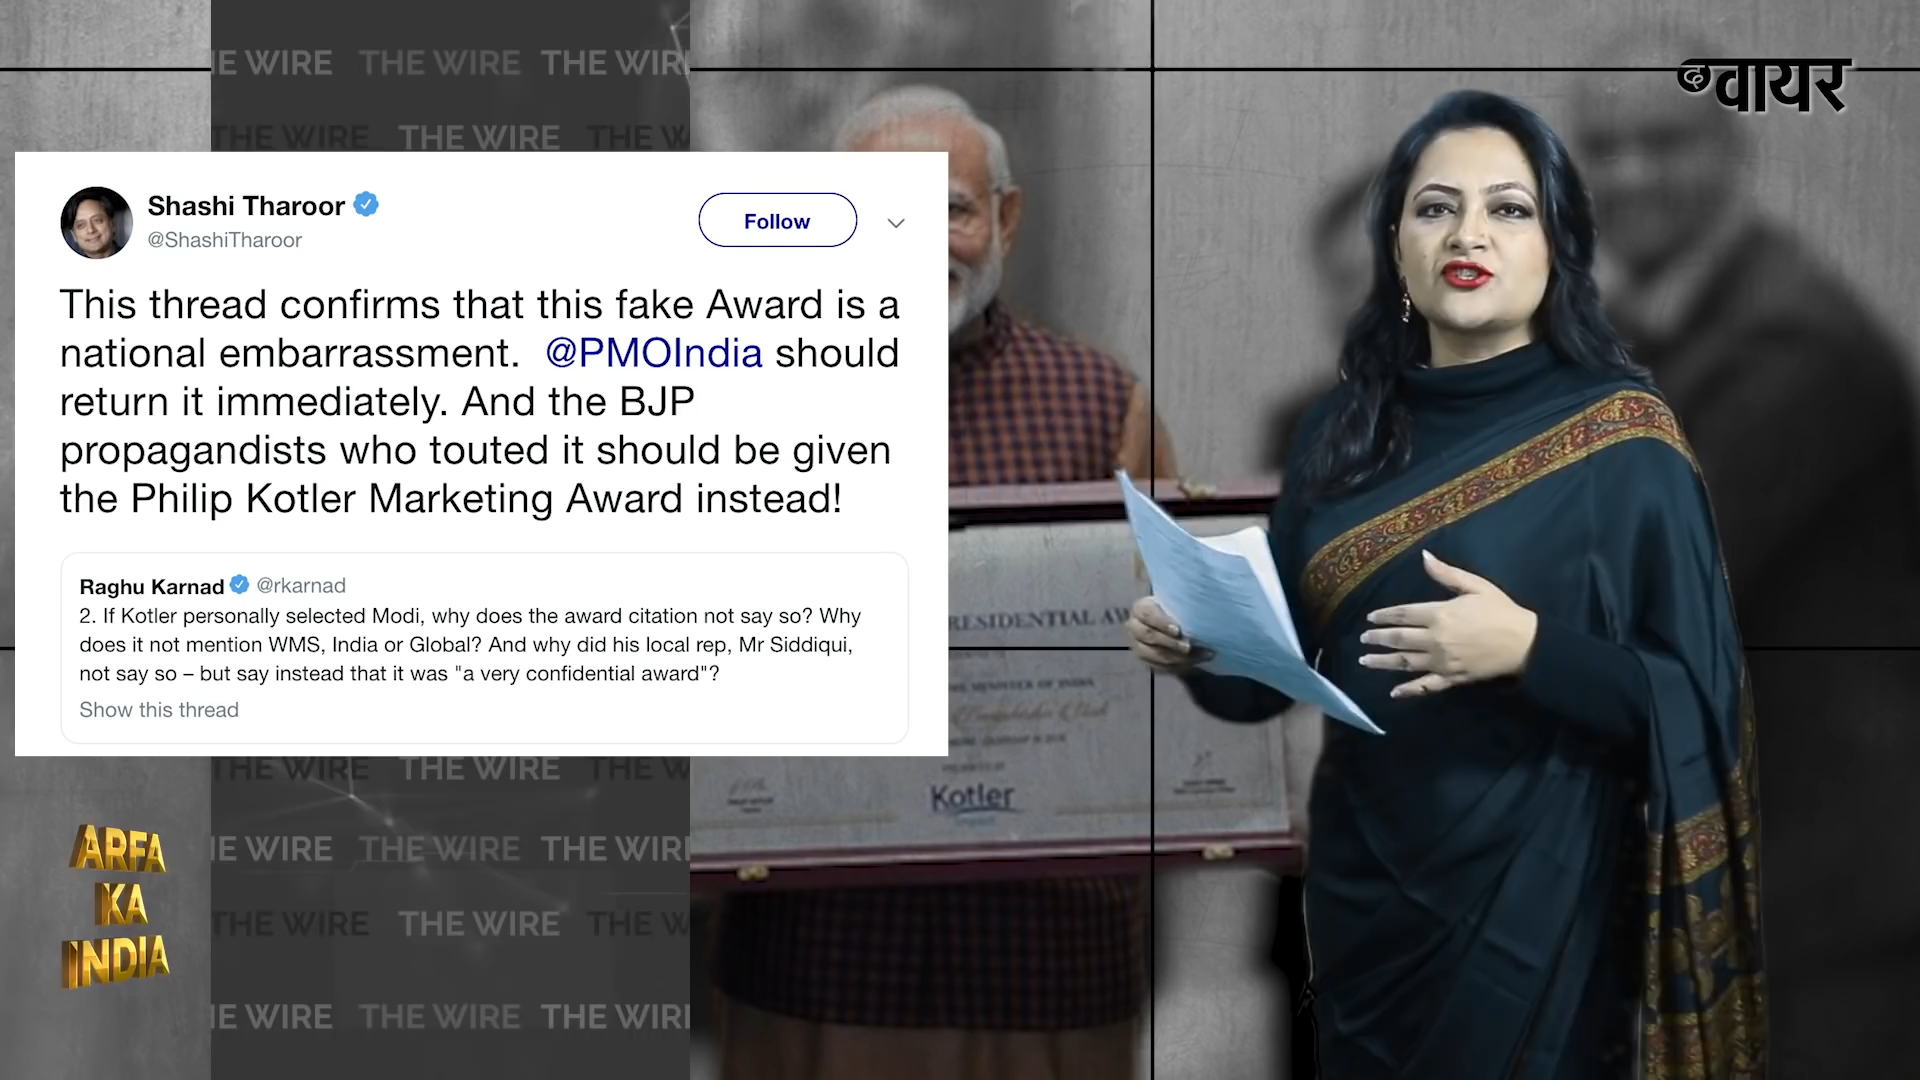 THE WIRE THE WIRE
THE WIRE
द वायर
Shashi Tharoor
@ShashiTharoor
Follow
This thread confirms that this fake Award is a
national embarrassment. @PMOIndia should
return it immediately. And the BJP
propagandists who touted it should be given
the Philip Kotler Marketing Award instead!
Raghu Karnad @rkarnad
2. If Kotler personally selected Modi, why does the award citation not say so? Why
does it not mention WMS, India or Global? And why did his local rep, Mr Siddiqui,
not say so – but say instead that it was "a very confidential award"?
Show this thread
RESIDENTIAL AW
MINISTER OF INDIA
Kotler
THE WIRE THE WIRE
THE WIRE THE WIRE
THE WIRE THE WIRE
THE WIRE THE WIRE
ARFA
KA
INDIA